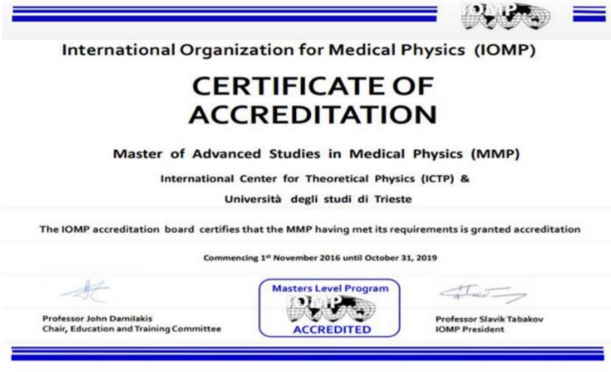 IOMP
International Organization for Medical Physics (IOMP)
CERTIFICATE OF
ACCREDITATION
Master of Advanced Studies in Medical Physics (MMP)
International Center for Theoretical Physics (ICTP) &
Università degli studi di Trieste
The IOMP accreditation board certifies that the MMP having met its requirements is granted accreditation
Commencing 1st November 2016 until October 31, 2019
Masters Level Program
IOMP
ACCREDITED
Professor John Damilakis
Chair, Education and Training Committee
Professor Slavik Tabakov
IOMP President